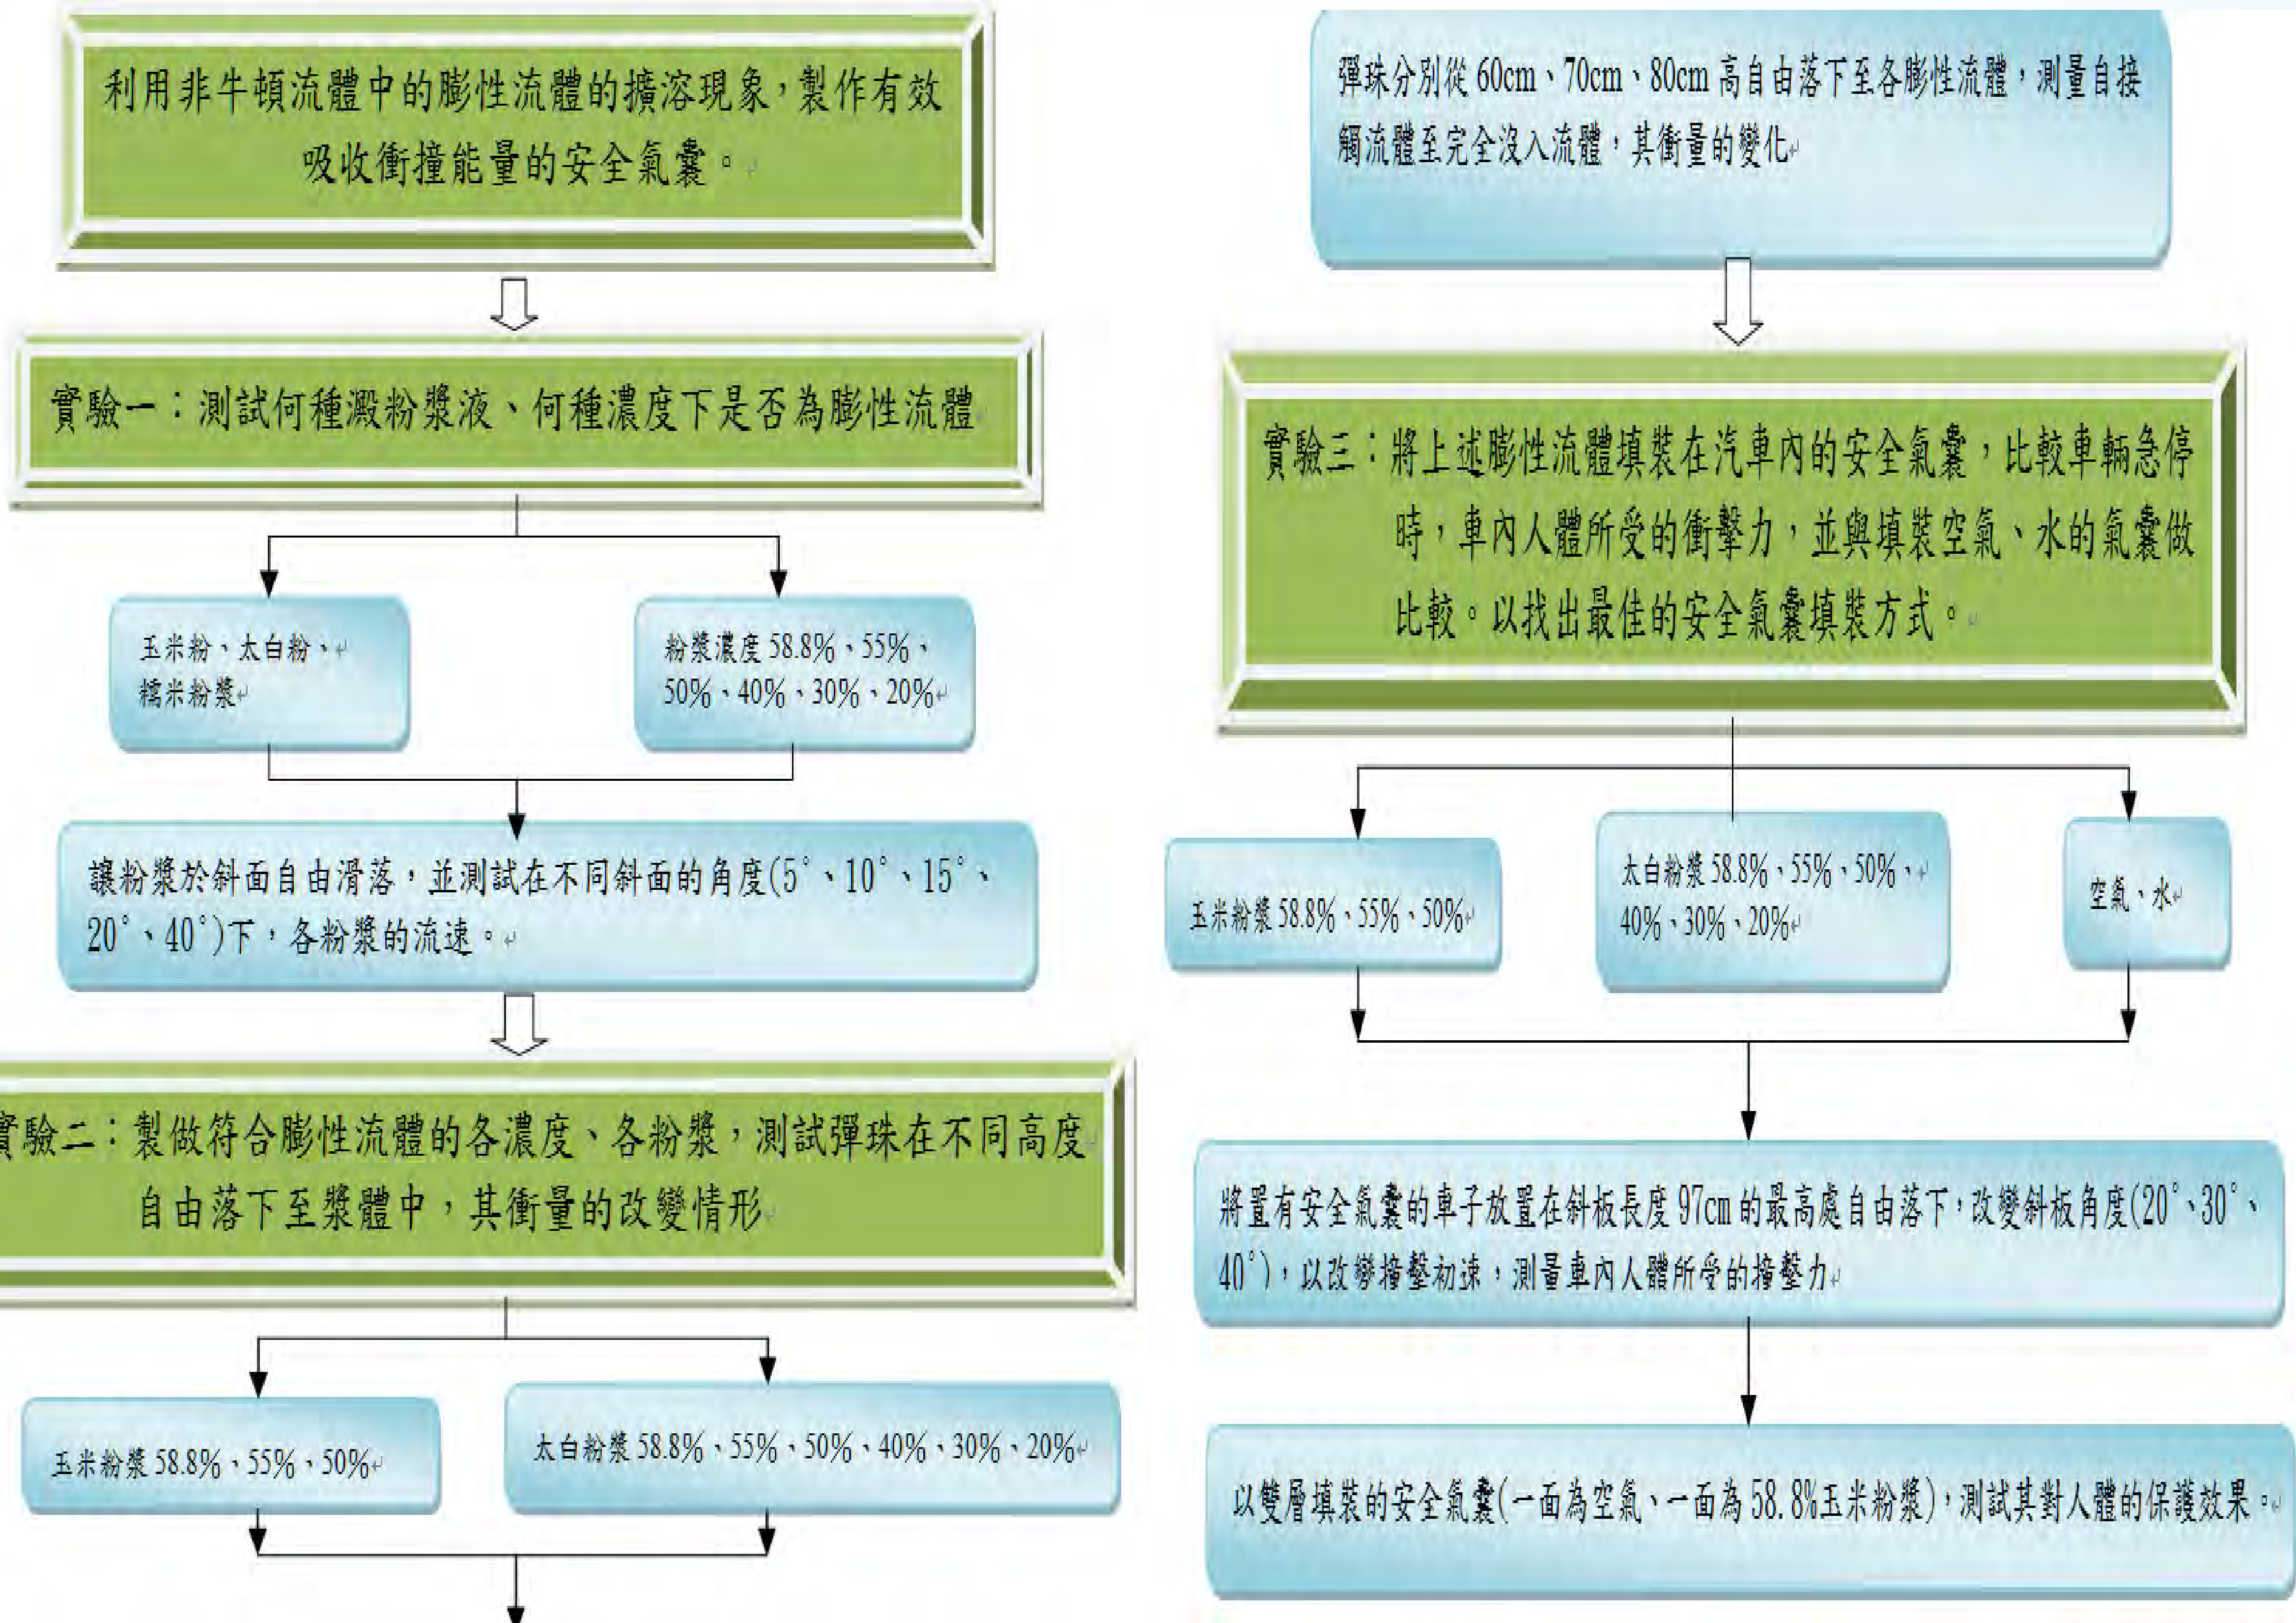 利用非牛頓流體中的膨性流體的擴溶現象，製作有效
吸收衝撞能量的安全氣囊。
實驗一：測試何種澱粉漿液、何種濃度下是否為膨性流體
玉米粉、太白粉、
糯米粉漿
粉漿濃度 58.8%、55%、
50%、40%、30%、20%
讓粉漿於斜面自由滑落，並測試在不同斜面的角度(5°、10°、15°、
20°、40°)下，各粉漿的流速。
實驗二：製做符合膨性流體的各濃度、各粉漿，測試彈珠在不同高度
自由落下至漿體中，其衝量的改變情形
玉米粉漿 58.8%、55%、50%
太白粉漿 58.8%、55%、50%、40%、30%、20%
彈珠分別從 60cm、70cm、80cm 高自由落下至各膨性流體，測量自接
觸流體至完全沒入流體，其衝量的變化
實驗三：將上述膨性流體填裝在汽車內的安全氣囊，比較車輛急停
時，車內人體所受的衝擊力，並與填裝空氣、水的氣囊做
比較。以找出最佳的安全氣囊填裝方式。
玉米粉漿 58.8%、55%、50%
太白粉漿 58.8%、55%、50%、
40%、30%、20%
空氣、水
將置有安全氣囊的車子放置在斜板長度 97cm 的最高處自由落下，改變斜板角度(20°、30°、
40°)，以改變撞擊初速，測量車內人體所受的撞擊力
以雙層填裝的安全氣囊(一面為空氣、一面為 58.8%玉米粉漿)，測試其對人體的保護效果。